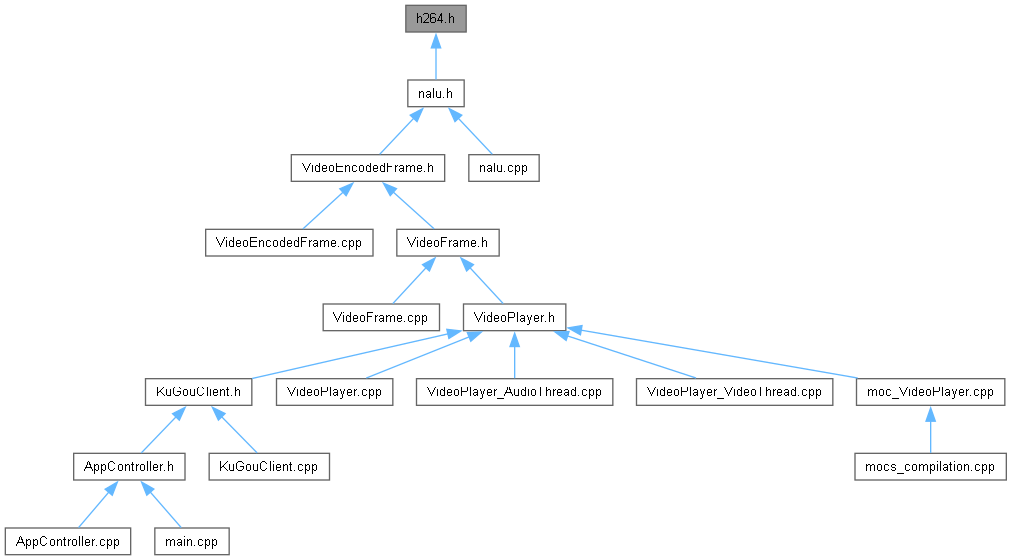 h264.h
nalu.h
VideoEncodedFrame.h
nalu.cpp
VideoEncodedFrame.cpp
VideoFrame.h
VideoFrame.cpp
VideoPlayer.h
KuGouClient.h
VideoPlayer.cpp
VideoPlayer_AudioThread.cpp
VideoPlayer_VideoThread.cpp
moc_VideoPlayer.cpp
AppController.h
KuGouClient.cpp
mocs_compilation.cpp
AppController.cpp
main.cpp